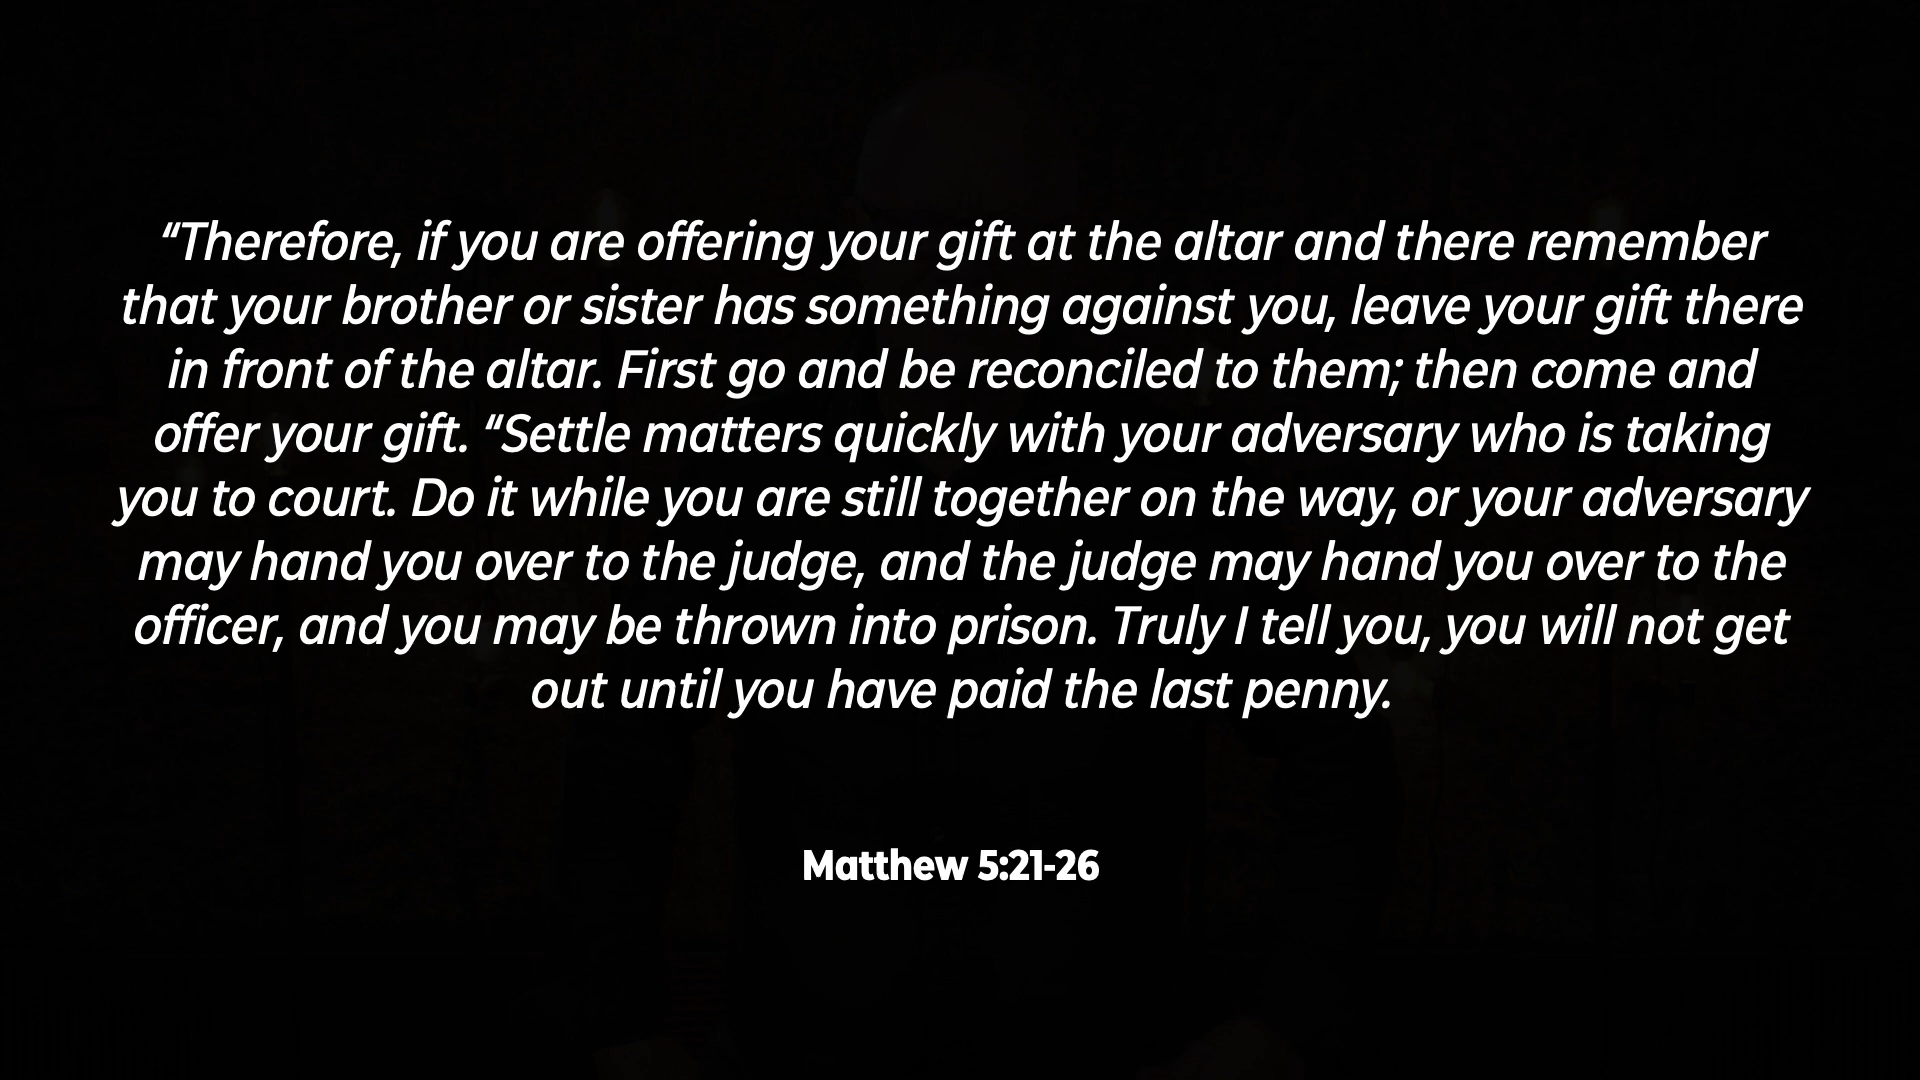 “Therefore, if you are offering your gift at the altar and there remember
that your brother or sister has something against you, leave your gift there
in front of the altar. First go and be reconciled to them; then come and
offer your gift. “Settle matters quickly with your adversary who is taking
you to court. Do it while you are still together on the way, or your adversary
may hand you over to the judge, and the judge may hand you over to the
officer, and you may be thrown into prison. Truly I tell you, you will not get
out until you have paid the last penny.
Matthew 5:21-26